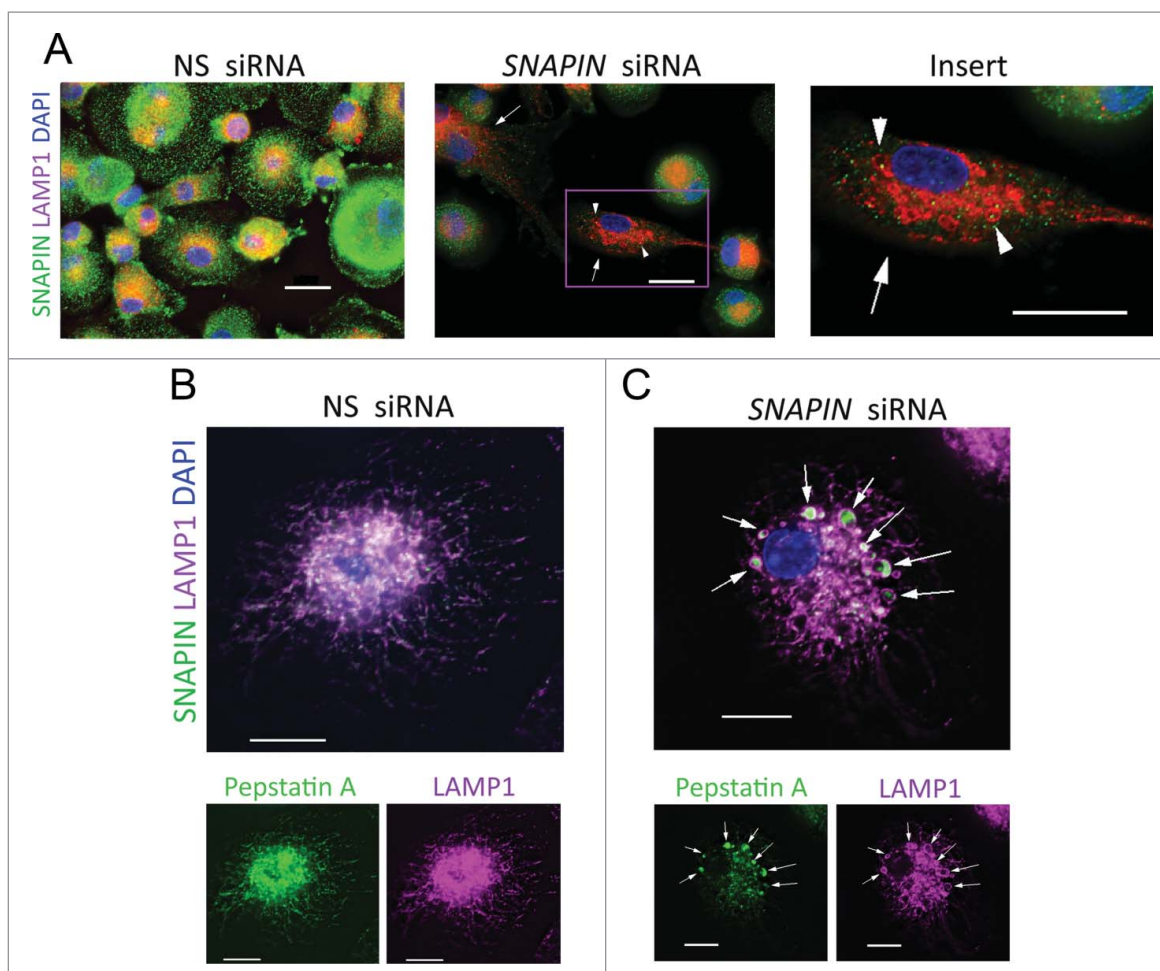 A
NS siRNA
SNAPIN siRNA
Insert
SNAPIN LAMP1 DAPI
B
NS siRNA
SNAPIN LAMP1 DAPI
Pepstatin A
LAMP1
C
SNAPIN siRNA
Pepstatin A
LAMP1